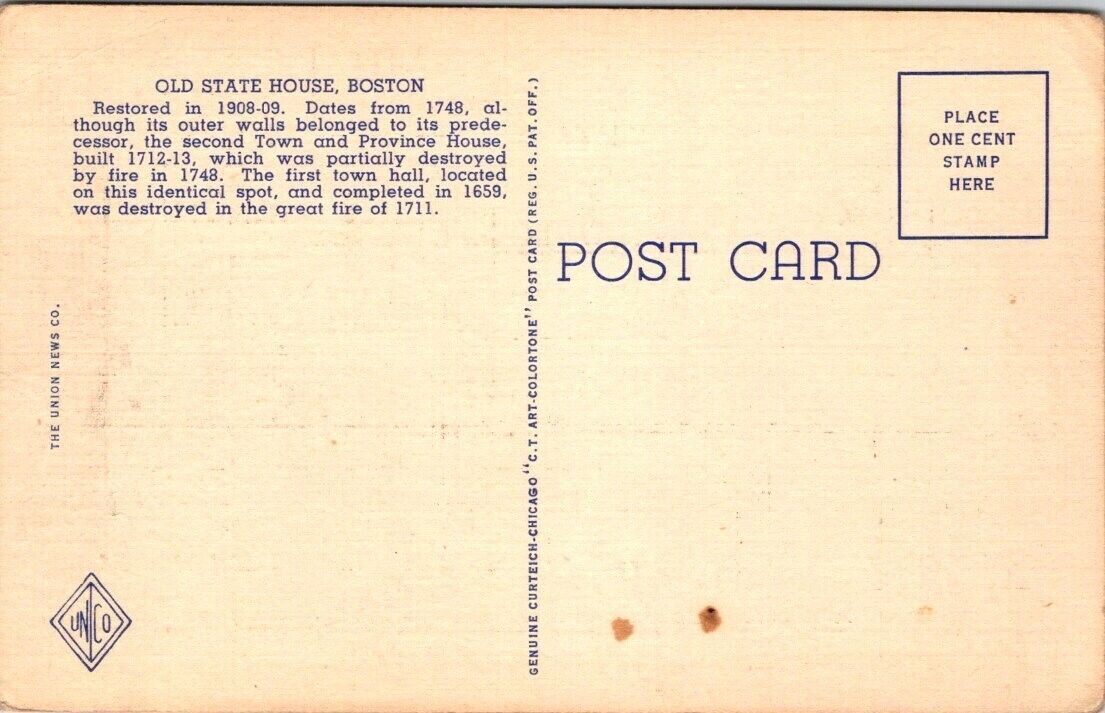 OLD STATE HOUSE, BOSTON
Restored in 1908-09. Dates from 1748, al-
though its outer walls belonged to its prede-
cessor, the second Town and Province House,
built 1712-13, which was partially destroyed
by fire in 1748. The first town hall, located
on this identical spot, and completed in 1659,
was destroyed in the great fire of 1711.
THE UNION NEWS CO.
UN CO
GENUINE CURTEICH-CHICAGO "C.T. ART-COLORTONE" POST CARD (REG. U.S. PAT. OFF.)
POST CARD
PLACE
ONE CENT
STAMP
HERE